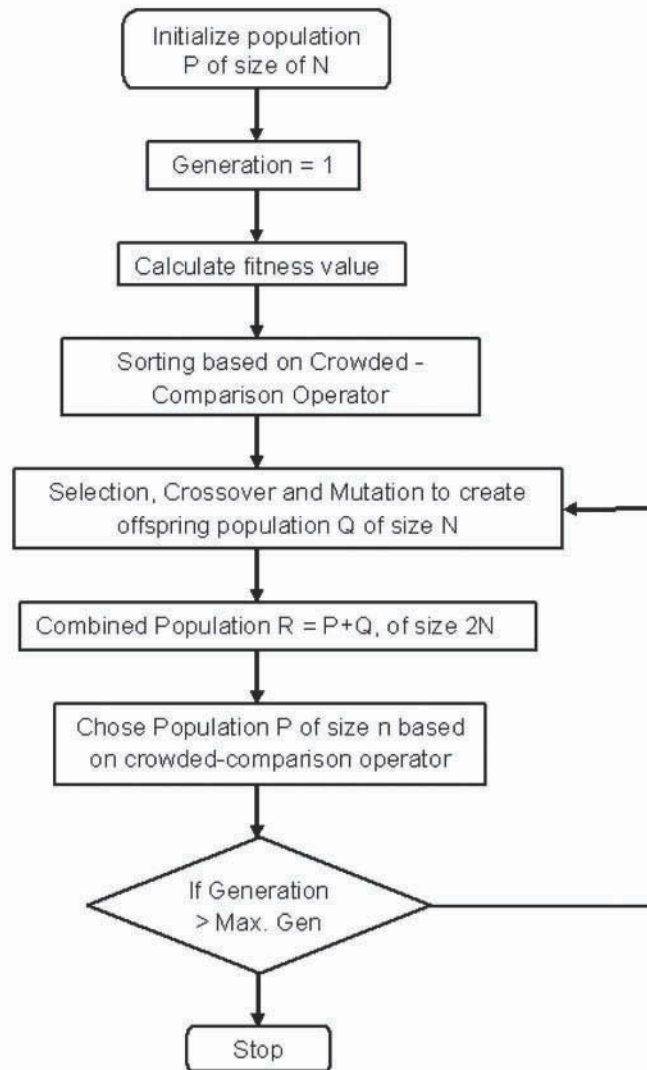 Initialize population
P of size of N
Generation = 1
Calculate fitness value
Sorting based on Crowded -
Comparison Operator
Selection, Crossover and Mutation to create
offspring population Q of size N
Combined Population R = P+Q, of size 2N
Chose Population P of size n based
on crowded-comparison operator
If Generation
> Max. Gen
Stop